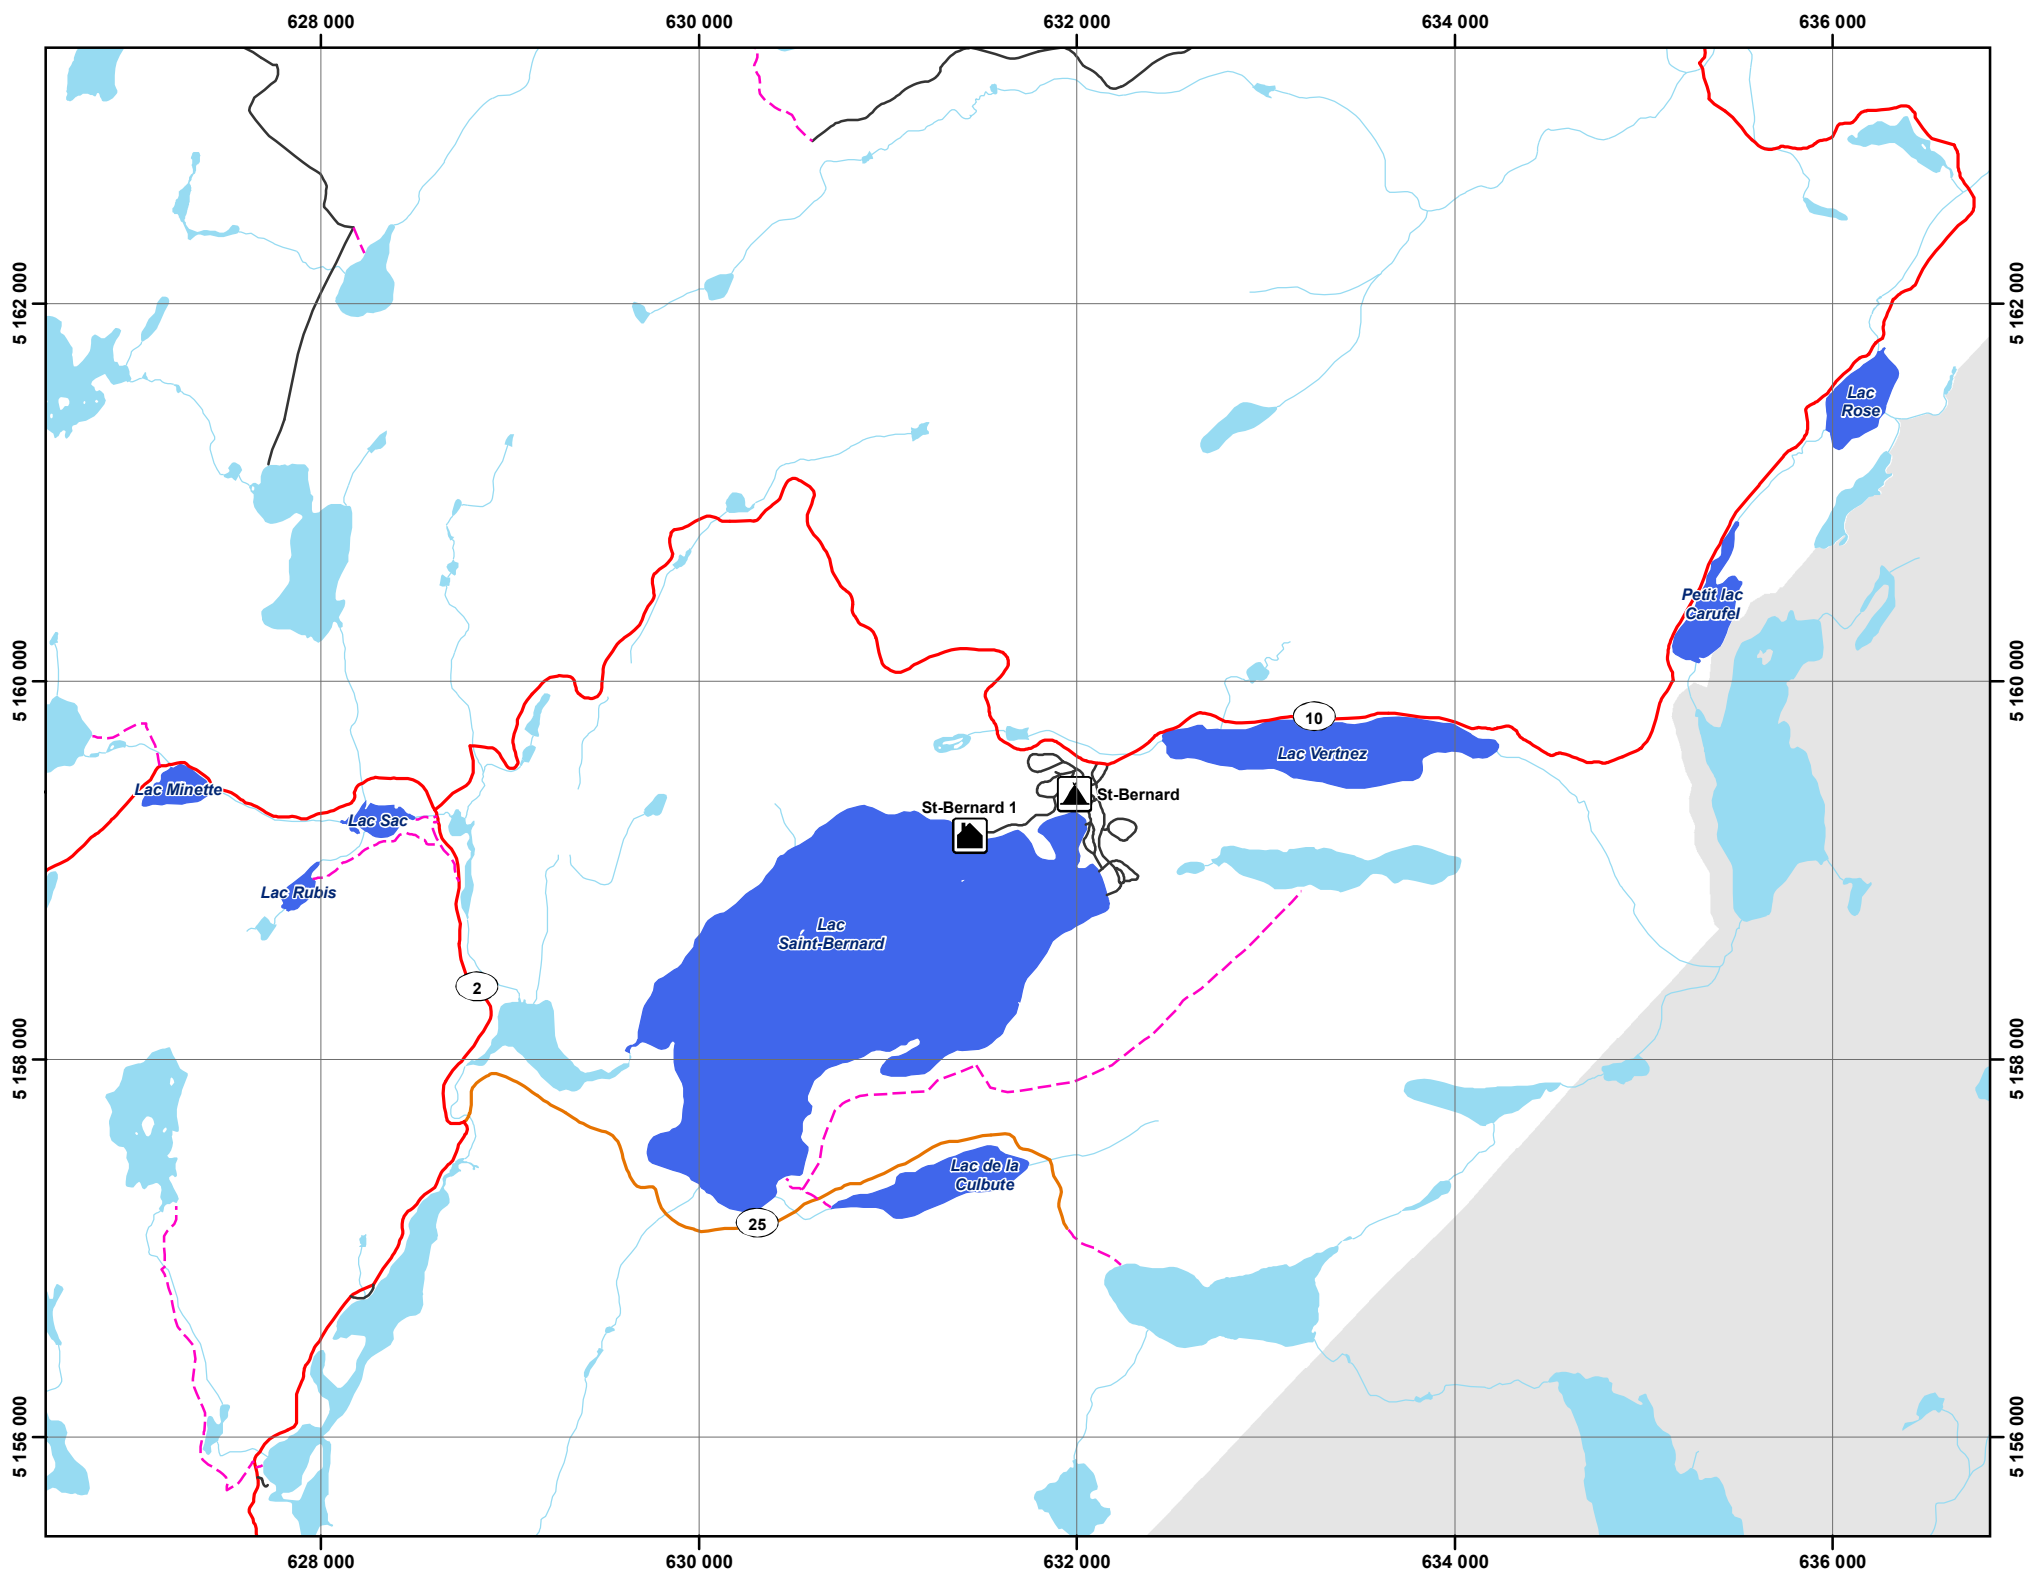 628 000
630 000
632 000
634 000
636 000
5 162 000
5 162 000
Lac
Rose
Petit lac
Carufel
5 160 000
5 160 000
10
Lac Vertnez
Lac Minette
St-Bernard
St-Bernard 1
Lac Sac
Lac Rubis
Lac
Saint-Bernard
2
5 158 000
5 158 000
Lac de la
Culbute
25
5 156 000
5 156 000
628 000
630 000
632 000
634 000
636 000